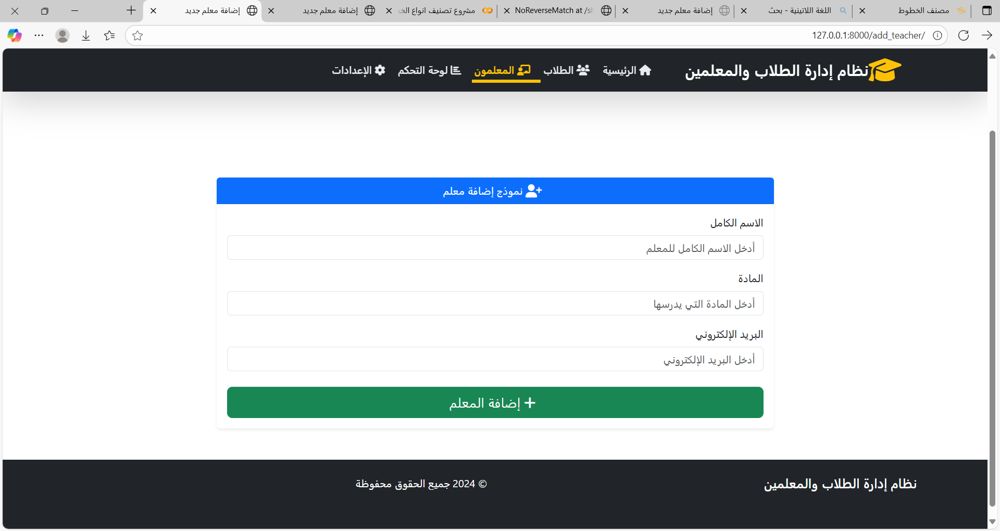 مصنف الخطوط
اللغة اللاتينية - بحث
إضافة معلم جديد
NoReverseMatch at /sh
مشروع تصنيف انواع الخ
إضافة معلم جديد
إضافة معلم جديد
127.0.0.1:8000/add_teacher/
نظام إدارة الطلاب والمعلمين
الرئيسية
الطلاب
المعلمون
لوحة التحكم
الإعدادات
نموذج إضافة معلم
الاسم الكامل
أدخل الاسم الكامل للمعلم
المادة
أدخل المادة التي يدرسها
البريد الإلكتروني
أدخل البريد الإلكتروني
إضافة المعلم
نظام إدارة الطلاب والمعلمين
© 2024 جميع الحقوق محفوظة